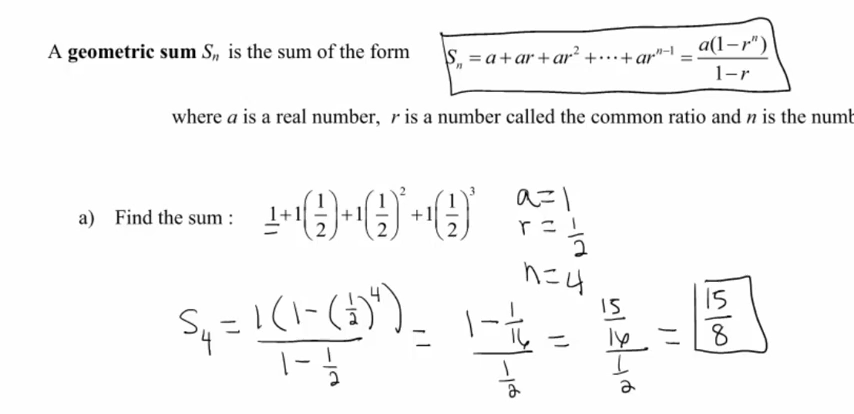 A geometric sum Sₙ is the sum of the form Sₙ = a + ar + ar² + ⋯ + arⁿ⁻¹ = a(1−rⁿ)/(1−r)
where a is a real number, r is a number called the common ratio and n is the numb
a) Find the sum : 1+1(1/2)+1(1/2)²+1(1/2)³
a=1
r=1/2
n=4
S₄ = 1(1−(1/2)⁴)/(1−1/2) = (1−1/16)/(1/2) = (15/16)/(1/2) = 15/8